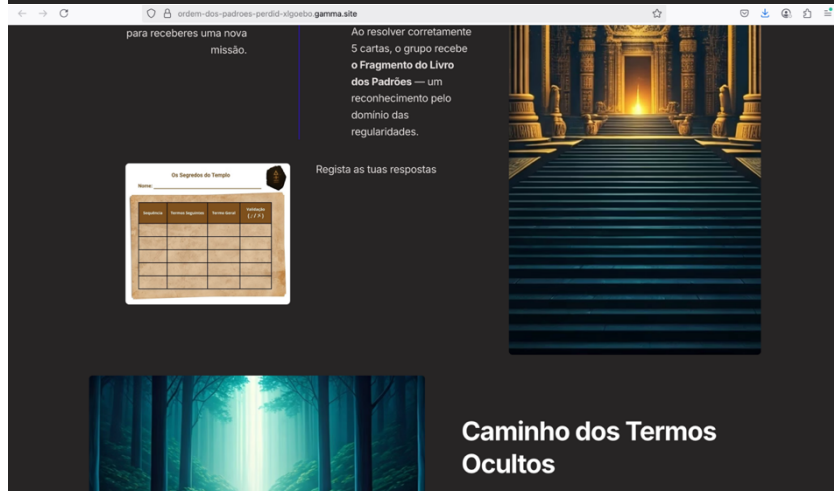 ordem-dos-padroes-perdid-xlgoebo.gamma.site
para receberes uma nova
missão.
Ao resolver corretamente
5 cartas, o grupo recebe
o Fragmento do Livro
dos Padrões — um
reconhecimento pelo
domínio das
regularidades.
Os Segredos do Templo
Nome:
Sequência Termos Seguintes Termo Geral Validação
Regista as tuas respostas
Caminho dos Termos
Ocultos